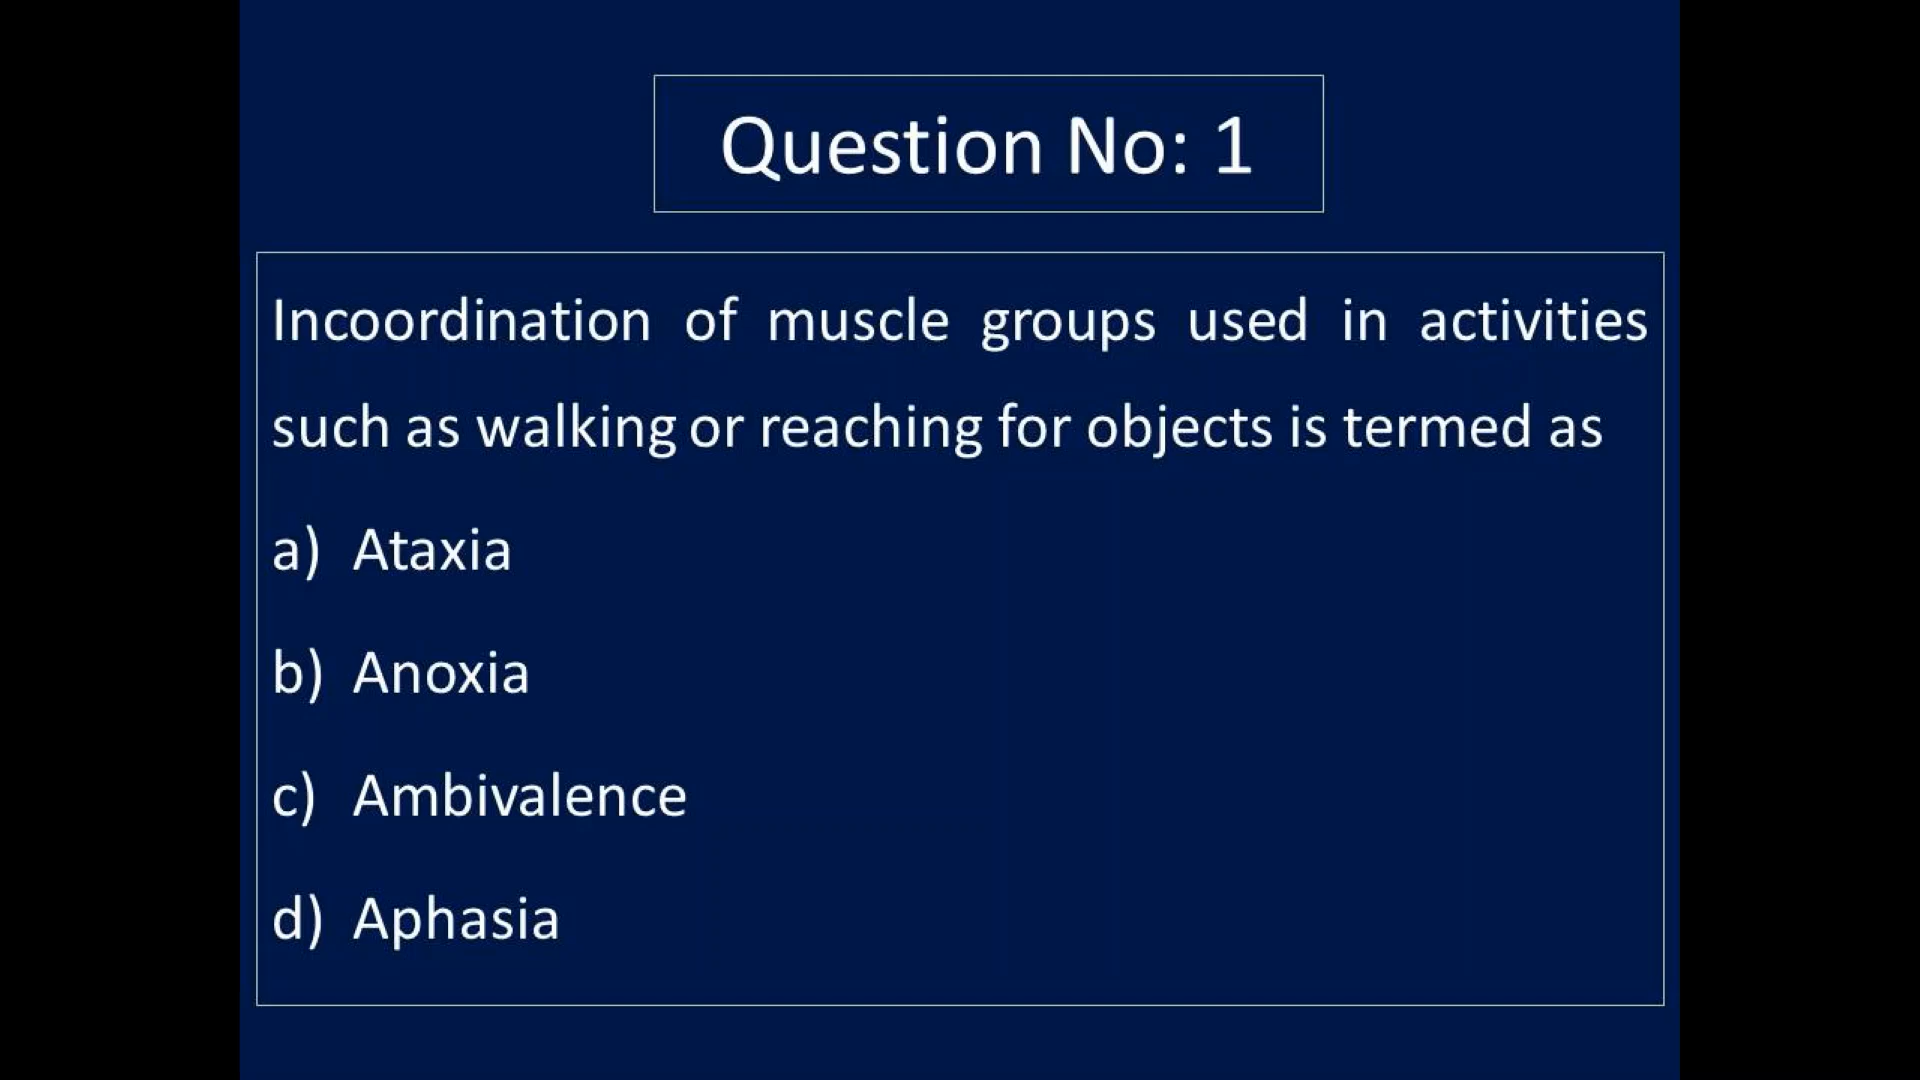 Question No: 1
Incoordination of muscle groups used in activities
such as walking or reaching for objects is termed as
a) Ataxia
b) Anoxia
c) Ambivalence
d) Aphasia